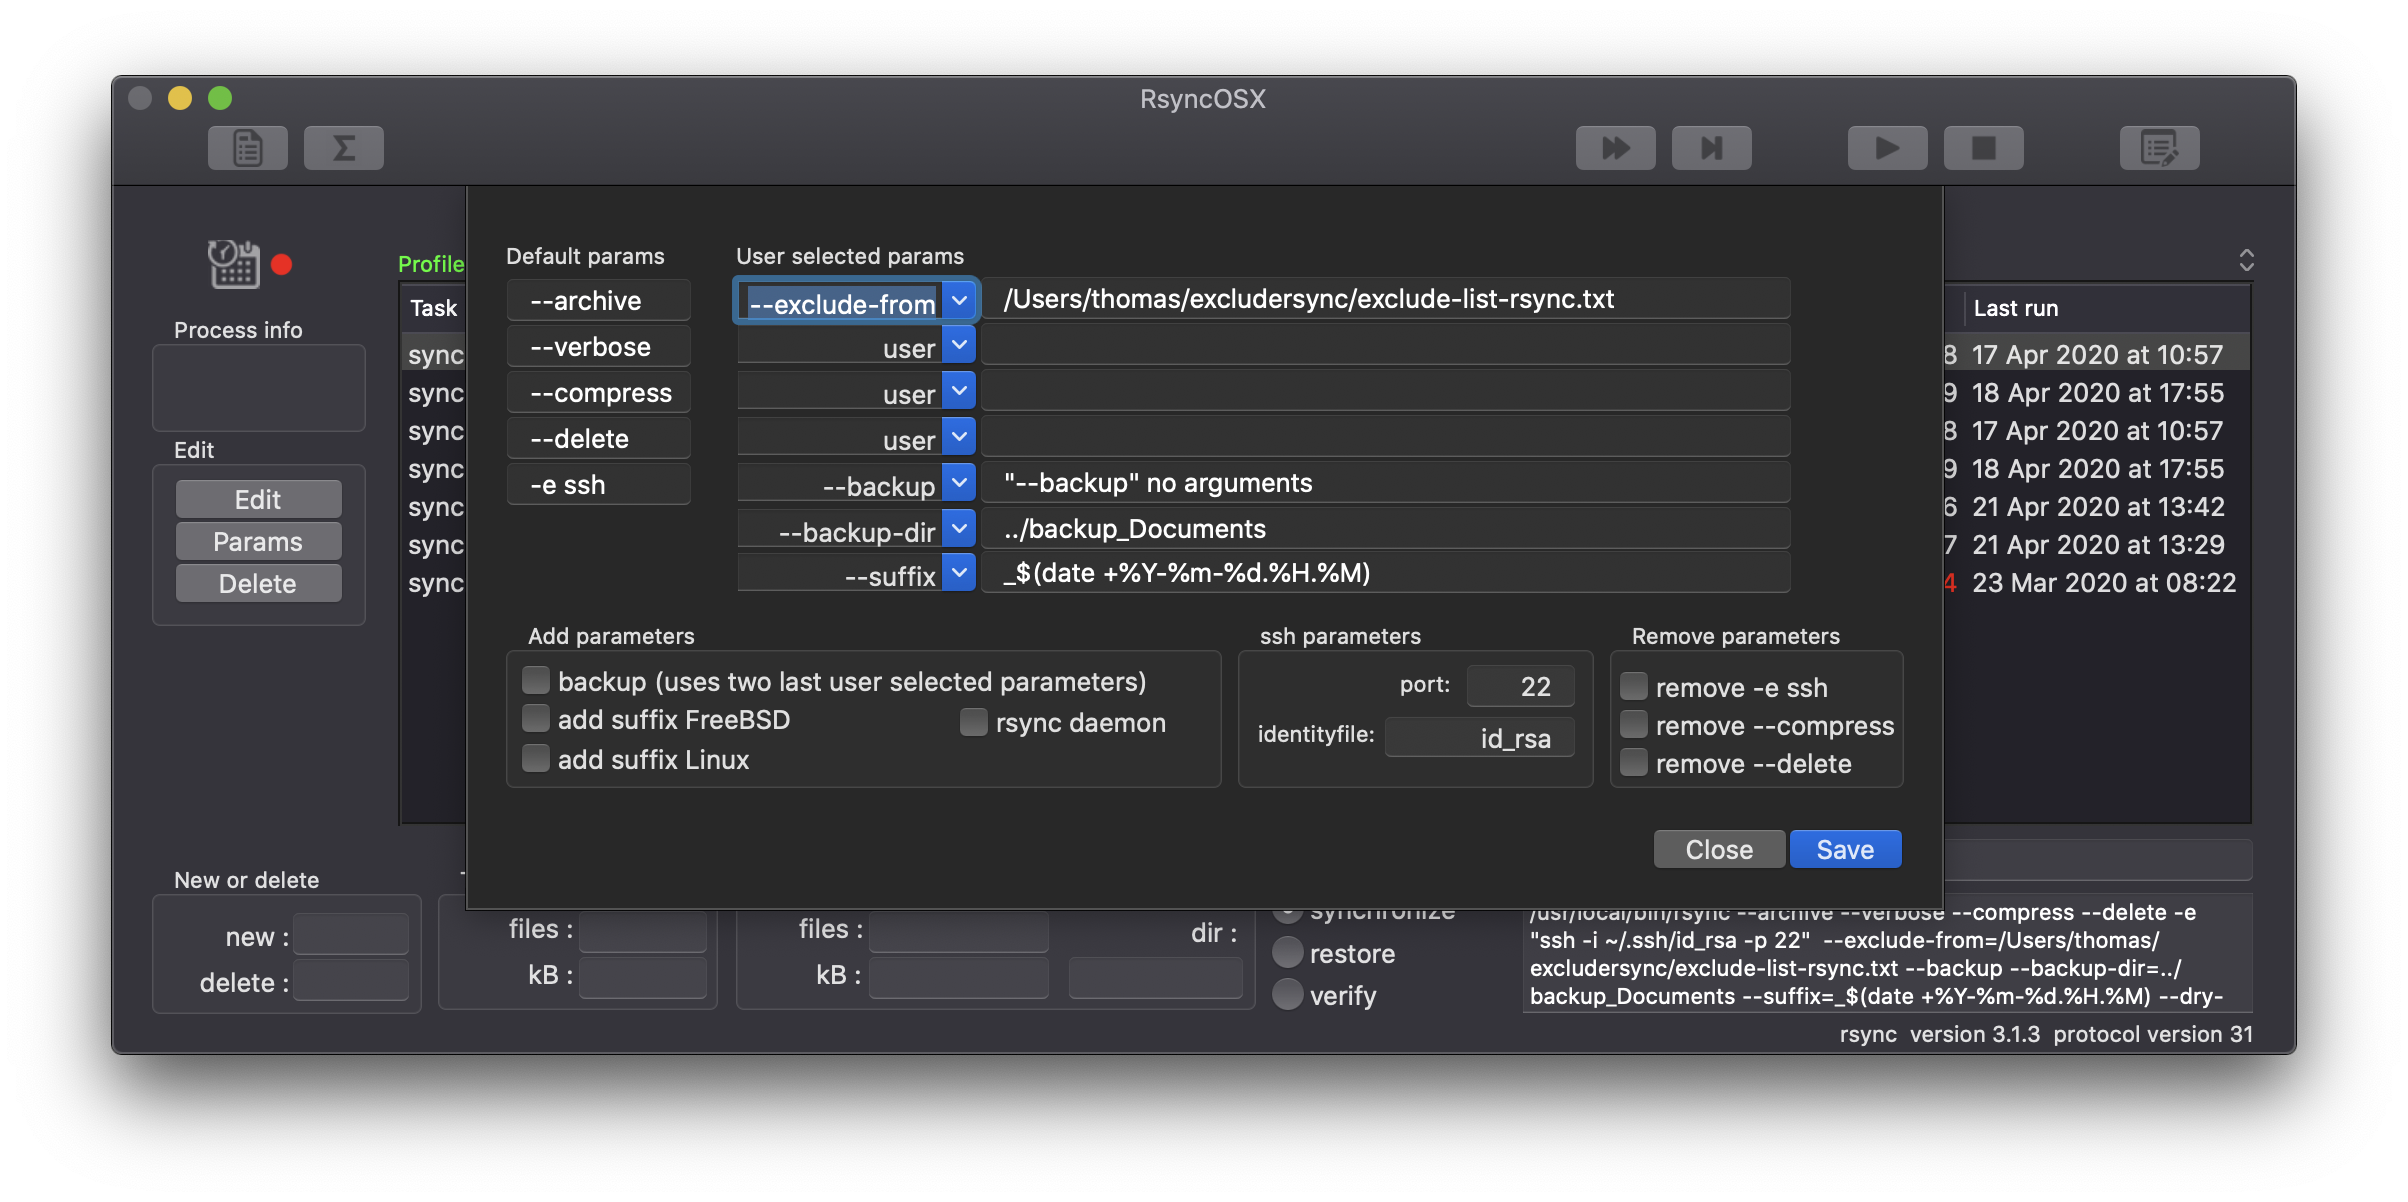 RsyncOSX
Σ
Profile
Default params
User selected params
--archive
--exclude-from
/Users/thomas/excludersync/exclude-list-rsync.txt
--verbose
user
--compress
user
--delete
user
-e ssh
--backup
"--backup" no arguments
--backup-dir
../backup_Documents
--suffix
_$(date +%Y-%m-%d.%H.%M)
Process info
Edit
Edit
Params
Delete
Task
sync
sync
sync
sync
sync
sync
sync
Last run
8 17 Apr 2020 at 10:57
9 18 Apr 2020 at 17:55
8 17 Apr 2020 at 10:57
9 18 Apr 2020 at 17:55
6 21 Apr 2020 at 13:42
7 21 Apr 2020 at 13:29
4 23 Mar 2020 at 08:22
Add parameters
backup (uses two last user selected parameters)
add suffix FreeBSD
rsync daemon
add suffix Linux
ssh parameters
port: 22
identityfile: id_rsa
Remove parameters
remove -e ssh
remove --compress
remove --delete
Close
Save
New or delete
new :
delete :
files :
kB :
files :
kB :
dir :
synchronize
restore
verify
/usr/local/bin/rsync --archive --verbose --compress --delete -e
"ssh -i ~/.ssh/id_rsa -p 22"  --exclude-from=/Users/thomas/
excludersync/exclude-list-rsync.txt --backup --backup-dir=../
backup_Documents --suffix=_$(date +%Y-%m-%d.%H.%M) --dry-
rsync  version 3.1.3  protocol version 31